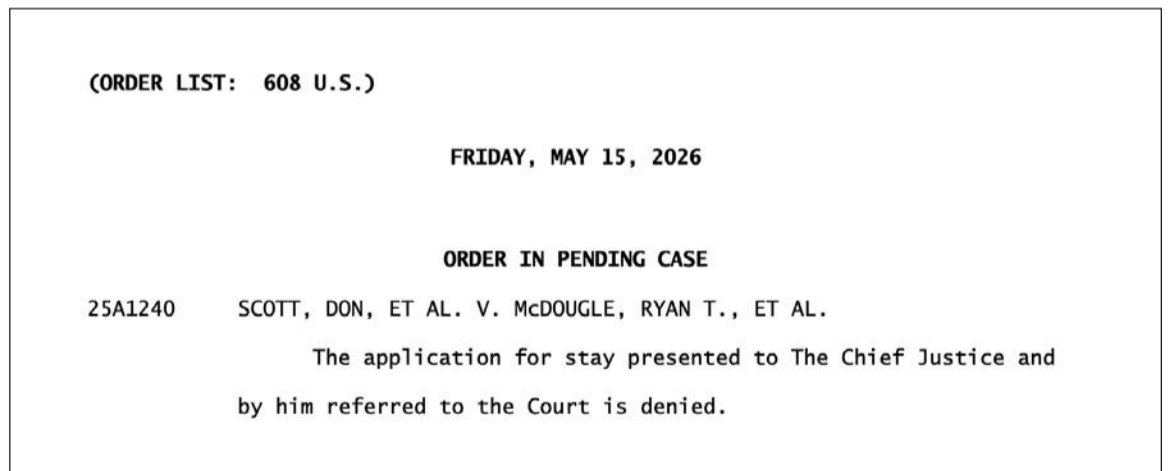 (ORDER LIST: 608 U.S.)
FRIDAY, MAY 15, 2026
ORDER IN PENDING CASE
25A1240 SCOTT, DON, ET AL. V. McDOUGLE, RYAN T., ET AL.
The application for stay presented to The Chief Justice and
by him referred to the Court is denied.